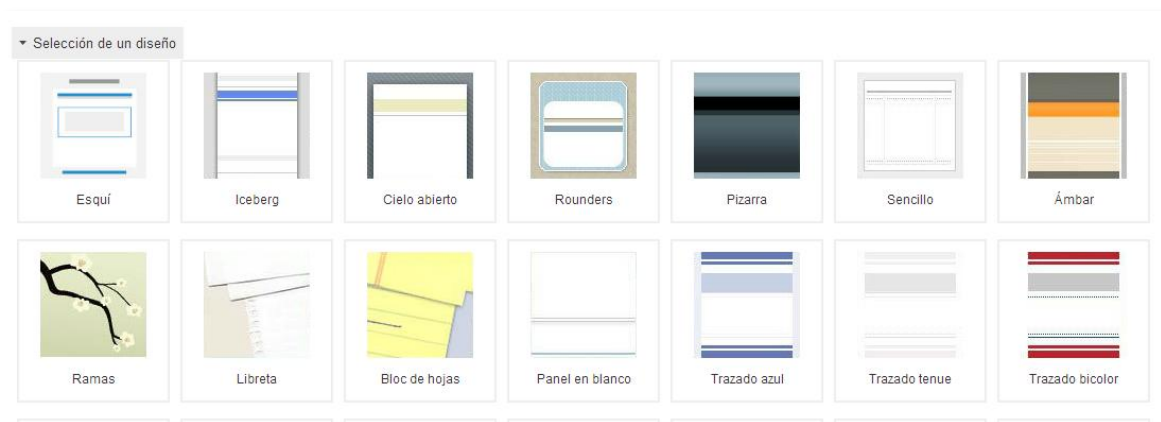 Selección de un diseño
Esquí
Iceberg
Cielo abierto
Rounders
Pizarra
Sencillo
Ámbar
Ramas
Libreta
Bloc de hojas
Panel en blanco
Trazado azul
Trazado tenue
Trazado bicolor